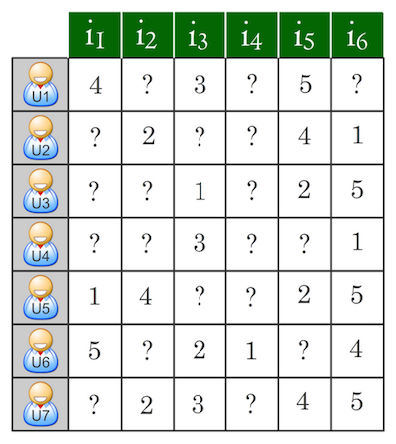 i1 i2 i3 i4 i5 i6
U1 4 ? 3 ? 5 ?
U2 ? 2 ? ? 4 1
U3 ? ? 1 ? 2 5
U4 ? ? 3 ? ? 1
U5 1 4 ? ? 2 5
U6 5 ? 2 1 ? 4
U7 ? 2 3 ? 4 5